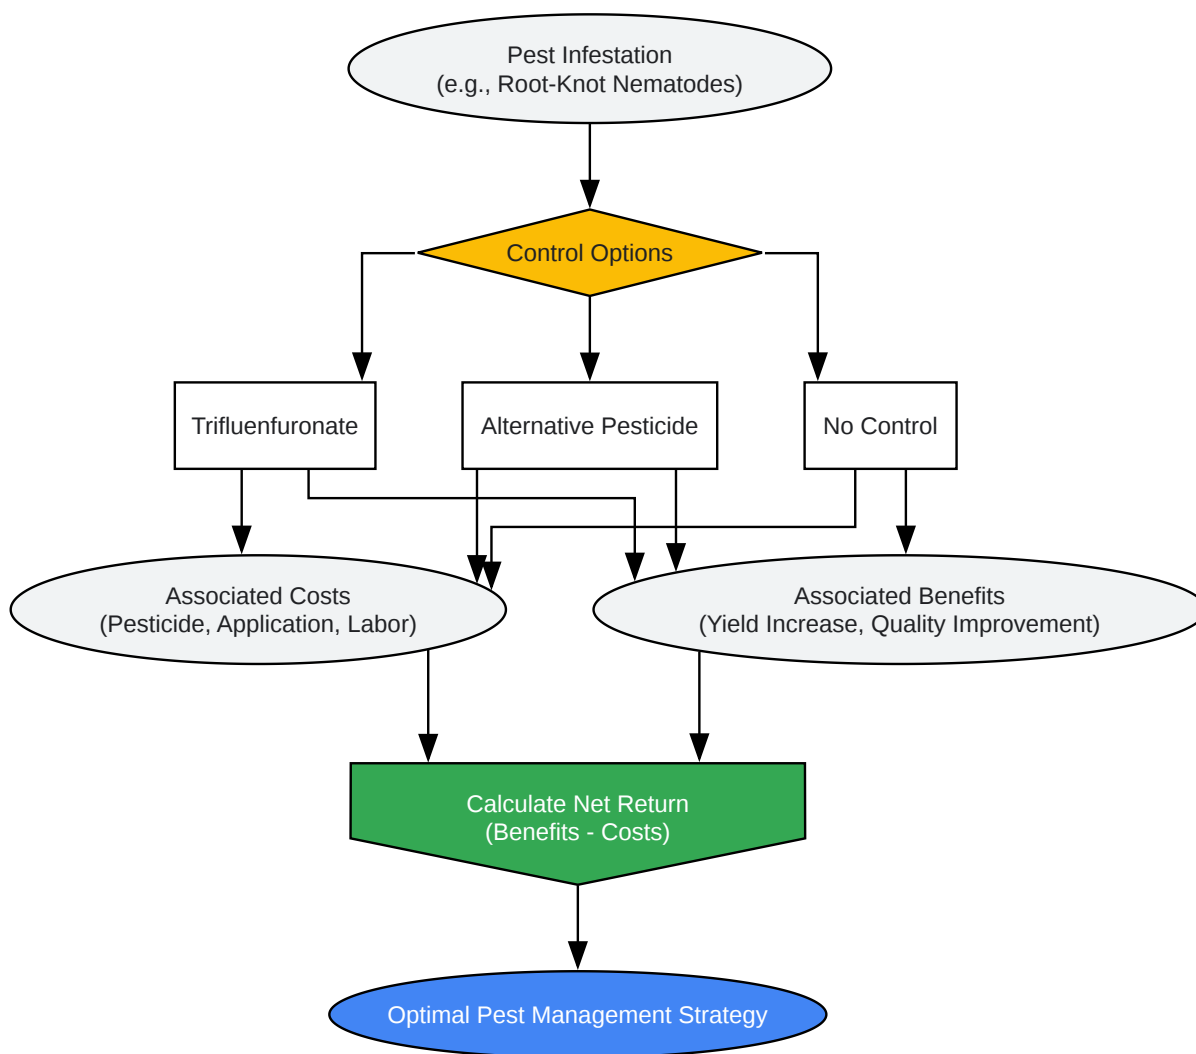 Pest Infestation
(e.g., Root-Knot Nematodes)
Control Options
Trifluenfuronate
Alternative Pesticide
No Control
Associated Costs
(Pesticide, Application, Labor)
Associated Benefits
(Yield Increase, Quality Improvement)
Calculate Net Return
(Benefits - Costs)
Optimal Pest Management Strategy